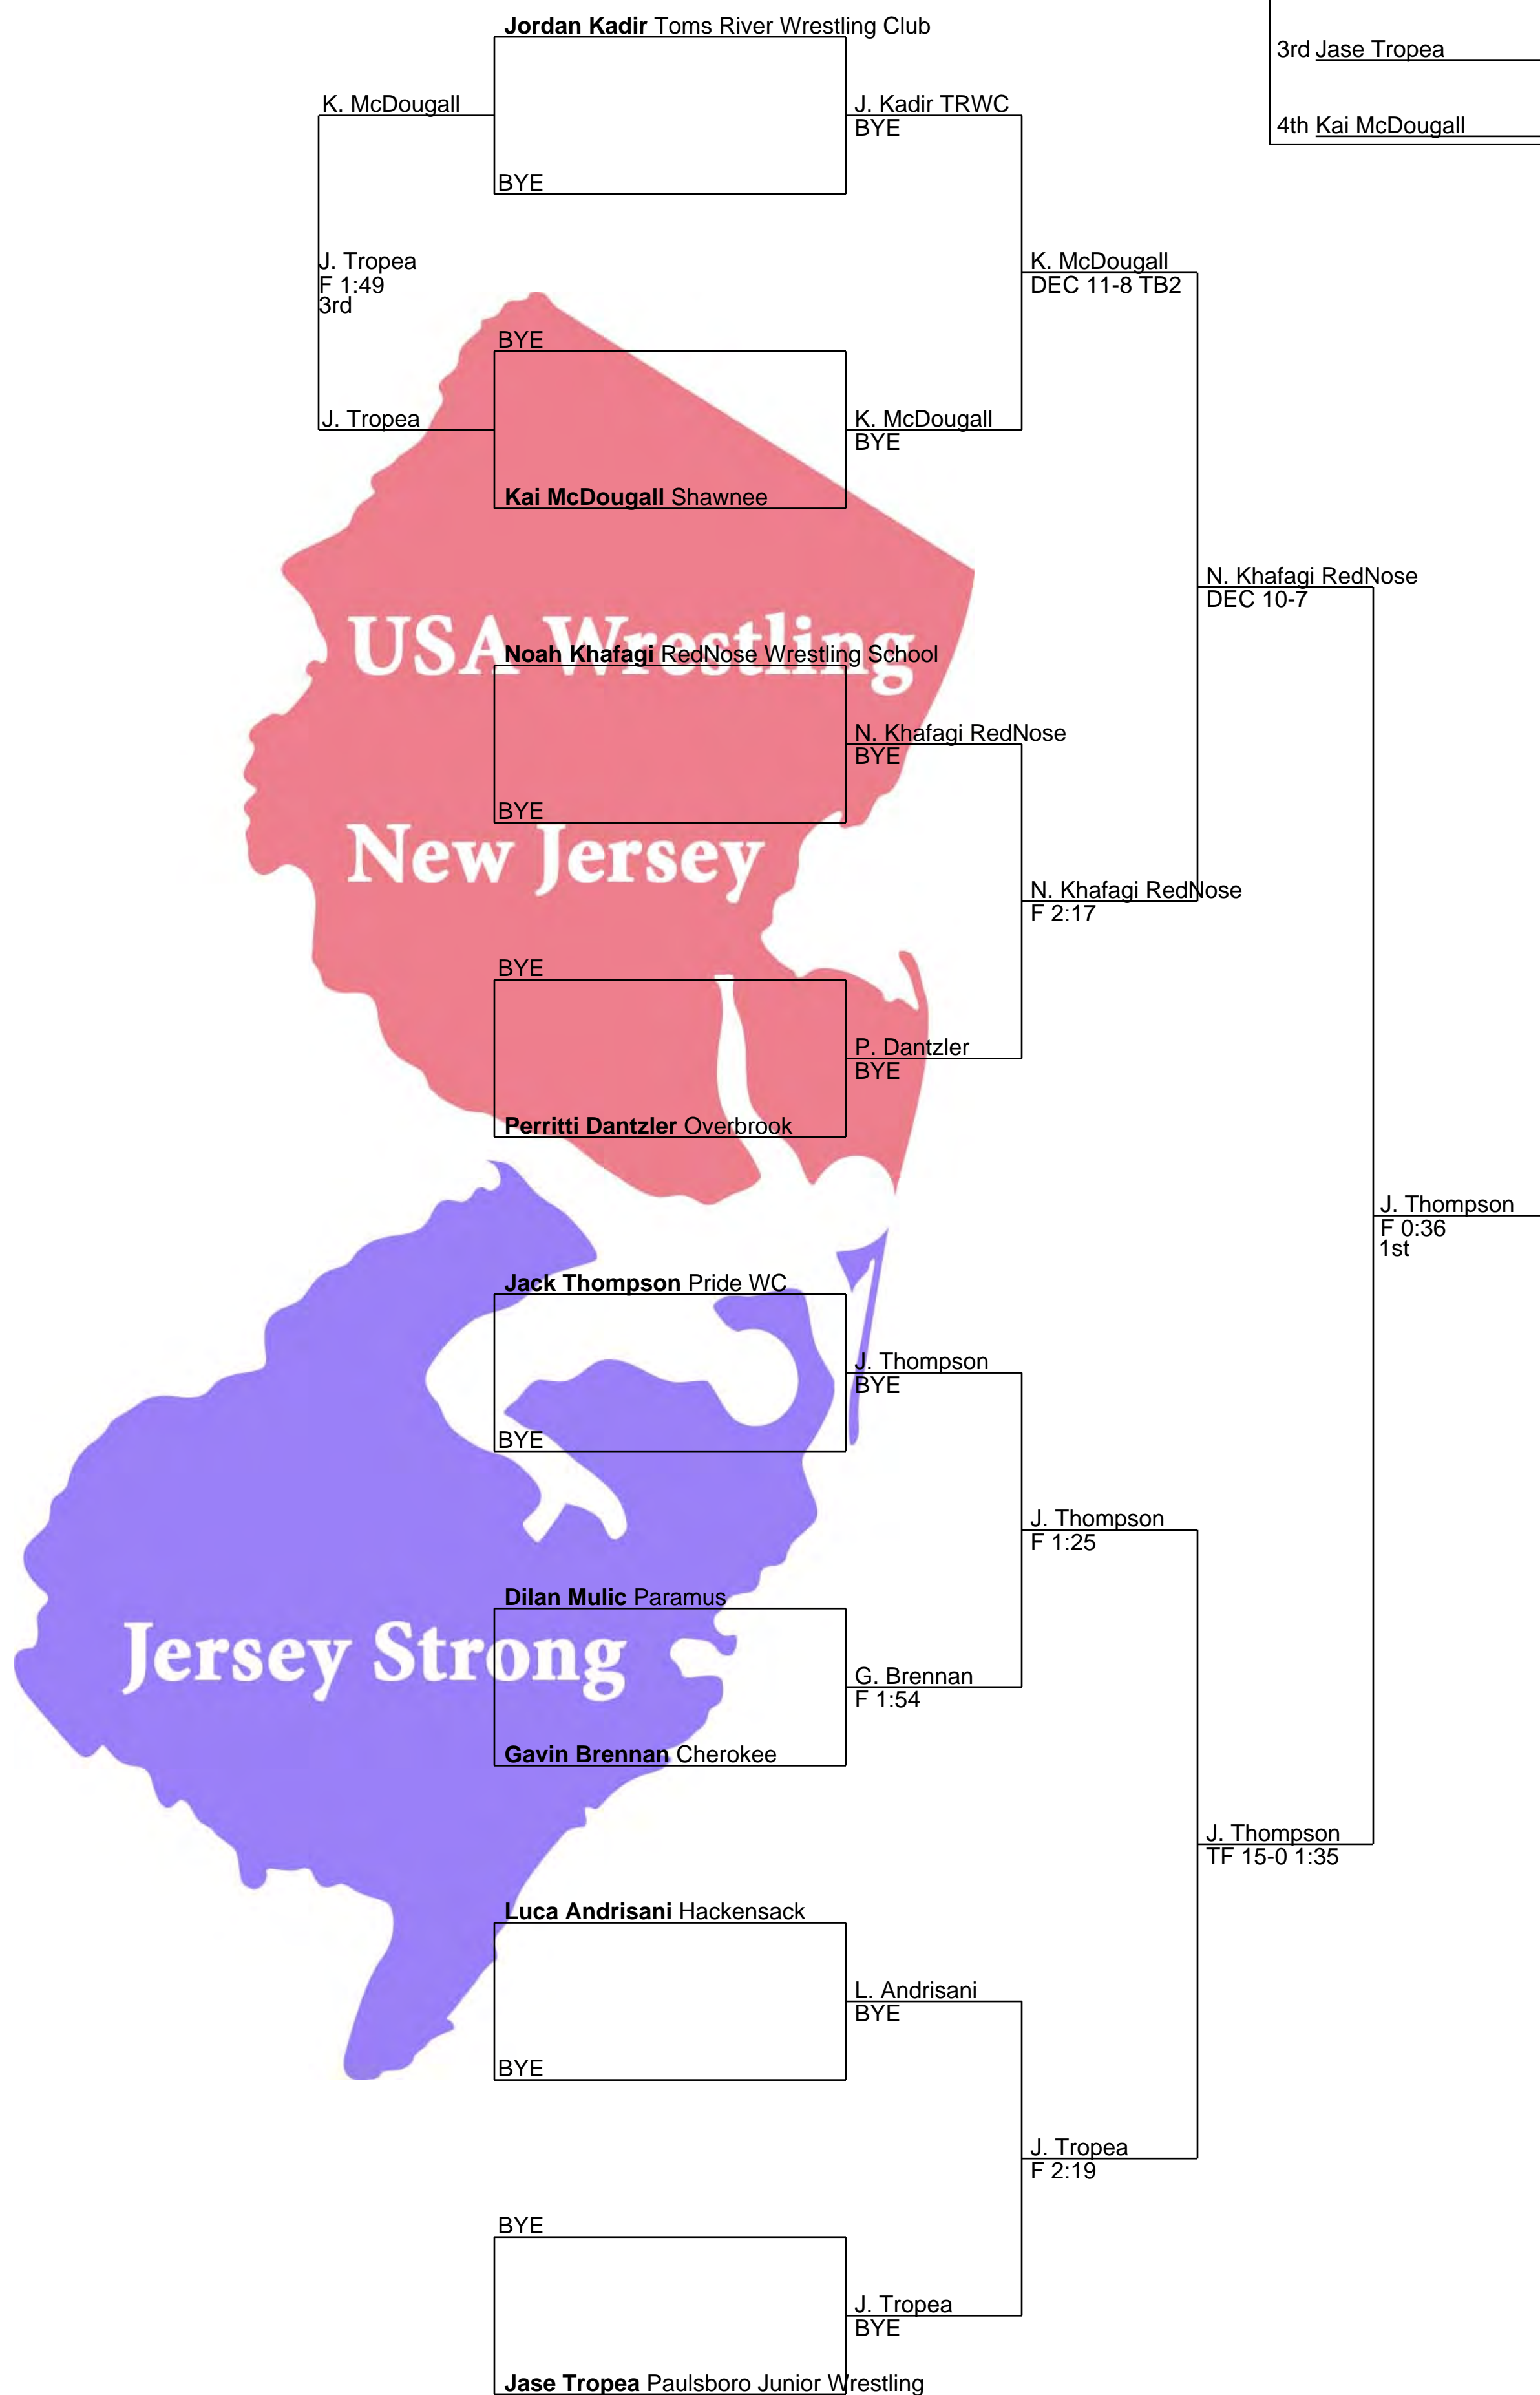 Jordan Kadir Toms River Wrestling Club
3rd Jase Tropea
K. McDougall
J. Kadir TRWC
BYE
4th Kai McDougall
BYE
J. Tropea
F 1:49
3rd
K. McDougall
DEC 11-8 TB2
BYE
J. Tropea
K. McDougall
BYE
Kai McDougall Shawnee
N. Khafagi RedNose
DEC 10-7
USA Wrestling
Noah Khafagi RedNose Wrestling School
N. Khafagi RedNose
BYE
BYE
New Jersey
N. Khafagi RedNose
F 2:17
BYE
P. Dantzler
BYE
Perritti Dantzler Overbrook
J. Thompson
F 0:36
1st
Jack Thompson Pride WC
J. Thompson
BYE
BYE
J. Thompson
F 1:25
Dilan Mulic Paramus
Jersey Strong
G. Brennan
F 1:54
Gavin Brennan Cherokee
J. Thompson
TF 15-0 1:35
Luca Andrisani Hackensack
L. Andrisani
BYE
BYE
J. Tropea
F 2:19
BYE
J. Tropea
BYE
Jase Tropea Paulsboro Junior Wrestling